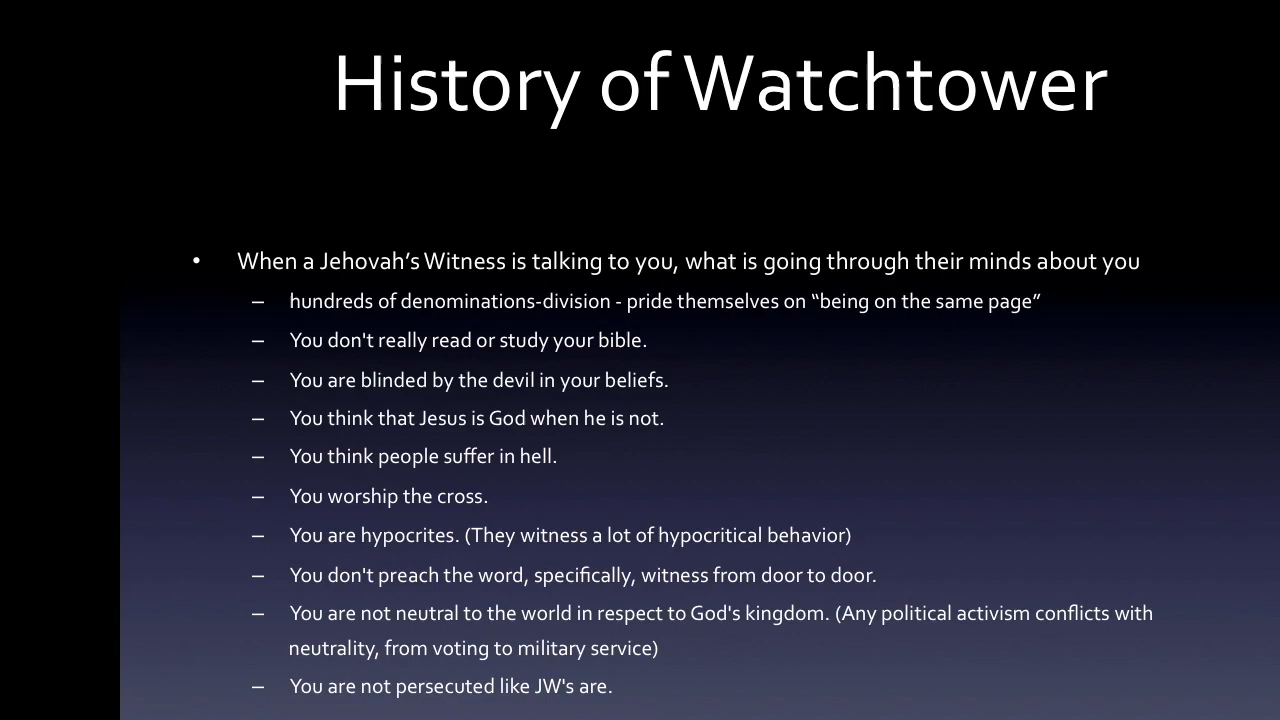 History of Watchtower
• When a Jehovah’s Witness is talking to you, what is going through their minds about you
– hundreds of denominations-division - pride themselves on “being on the same page”
– You don't really read or study your bible.
– You are blinded by the devil in your beliefs.
– You think that Jesus is God when he is not.
– You think people suffer in hell.
– You worship the cross.
– You are hypocrites. (They witness a lot of hypocritical behavior)
– You don't preach the word, specifically, witness from door to door.
– You are not neutral to the world in respect to God's kingdom. (Any political activism conflicts with
neutrality, from voting to military service)
– You are not persecuted like JW's are.